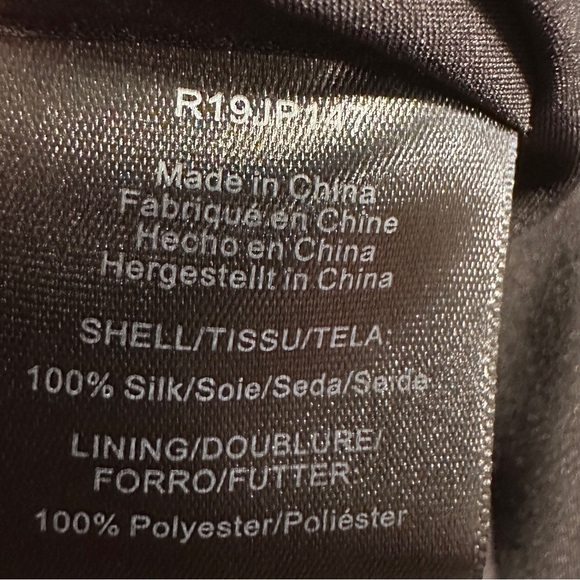 R19JP147
Made in China
Fabriqué en Chine
Hecho en China
Hergestellt in China
SHELL/TISSU/TELA:
100% Silk/Soie/Seda/Seide
LINING/DOUBLURE/
FORRO/FUTTER:
100% Polyester/Poliéster